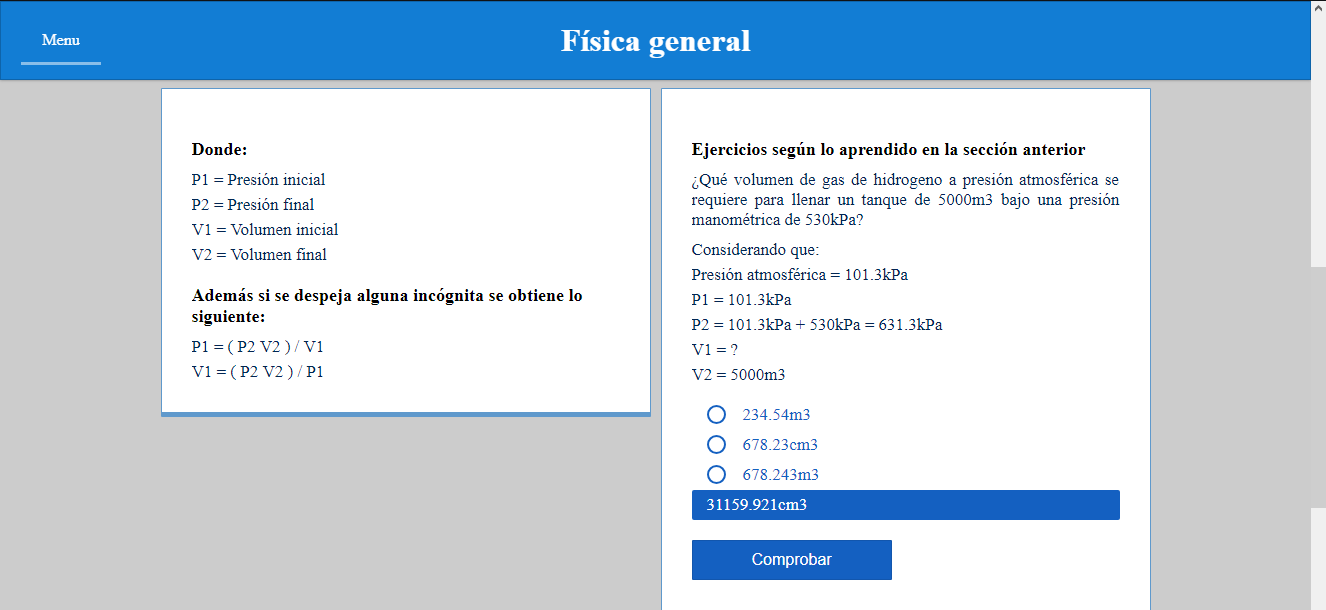 Menu
Física general
Donde:
P1 = Presión inicial
P2 = Presión final
V1 = Volumen inicial
V2 = Volumen final
Además si se despeja alguna incógnita se obtiene lo
siguiente:
P1 = ( P2 V2 ) / V1
V1 = ( P2 V2 ) / P1
Ejercicios según lo aprendido en la sección anterior
¿Qué volumen de gas de hidrogeno a presión atmosférica se
requiere para llenar un tanque de 5000m3 bajo una presión
manométrica de 530kPa?
Considerando que:
Presión atmosférica = 101.3kPa
P1 = 101.3kPa
P2 = 101.3kPa + 530kPa = 631.3kPa
V1 = ?
V2 = 5000m3
234.54m3
678.23cm3
678.243m3
31159.921cm3
Comprobar